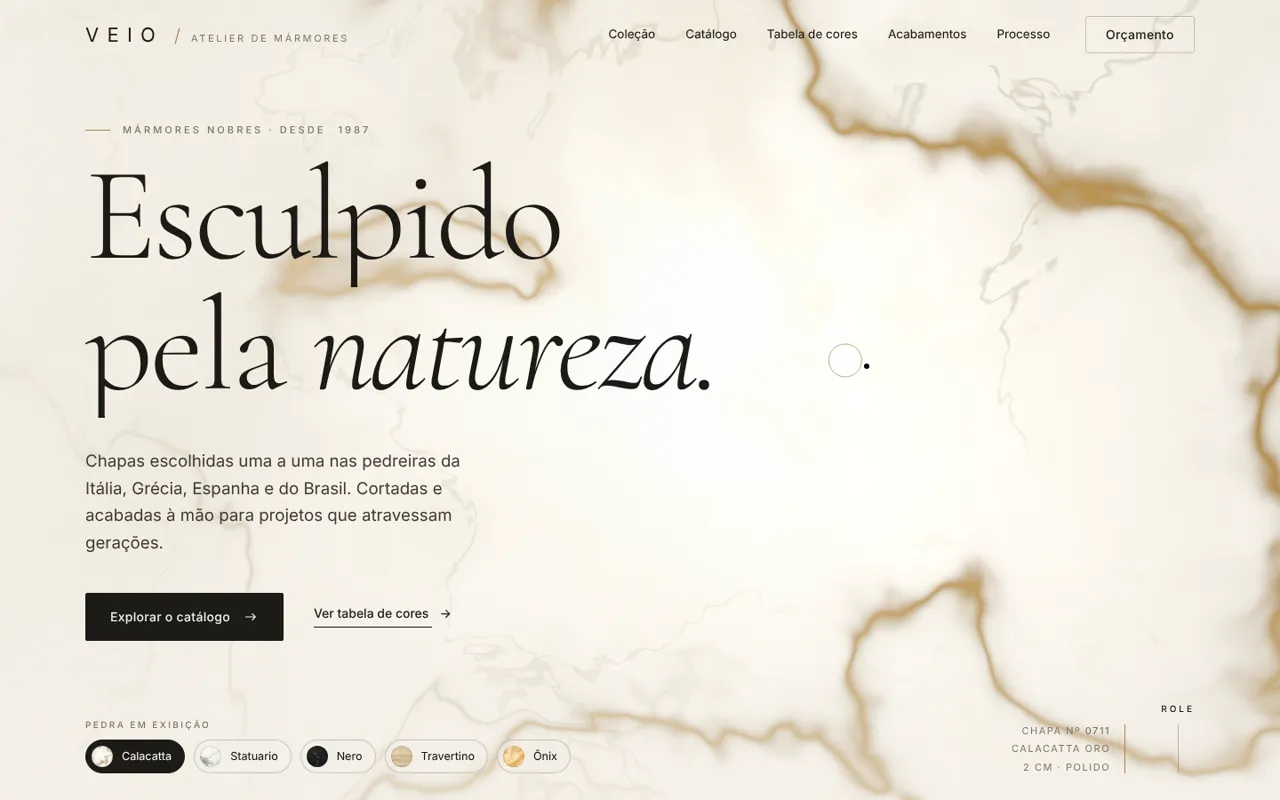 VEIO / ATELIER DE MÁRMORES
Coleção Catálogo Tabela de cores Acabamentos Processo Orçamento
MÁRMORES NOBRES · DESDE 1987
Esculpido
pela natureza.
Chapas escolhidas uma a uma nas pedreiras da
Itália, Grécia, Espanha e do Brasil. Cortadas e
acabadas à mão para projetos que atravessam
gerações.
Explorar o catálogo →
Ver tabela de cores →
PEDRA EM EXIBIÇÃO
Calacatta Statuario Nero Travertino Ônix
ROLE
CHAPA Nº 0711
CALACATTA ORO
2 CM · POLIDO